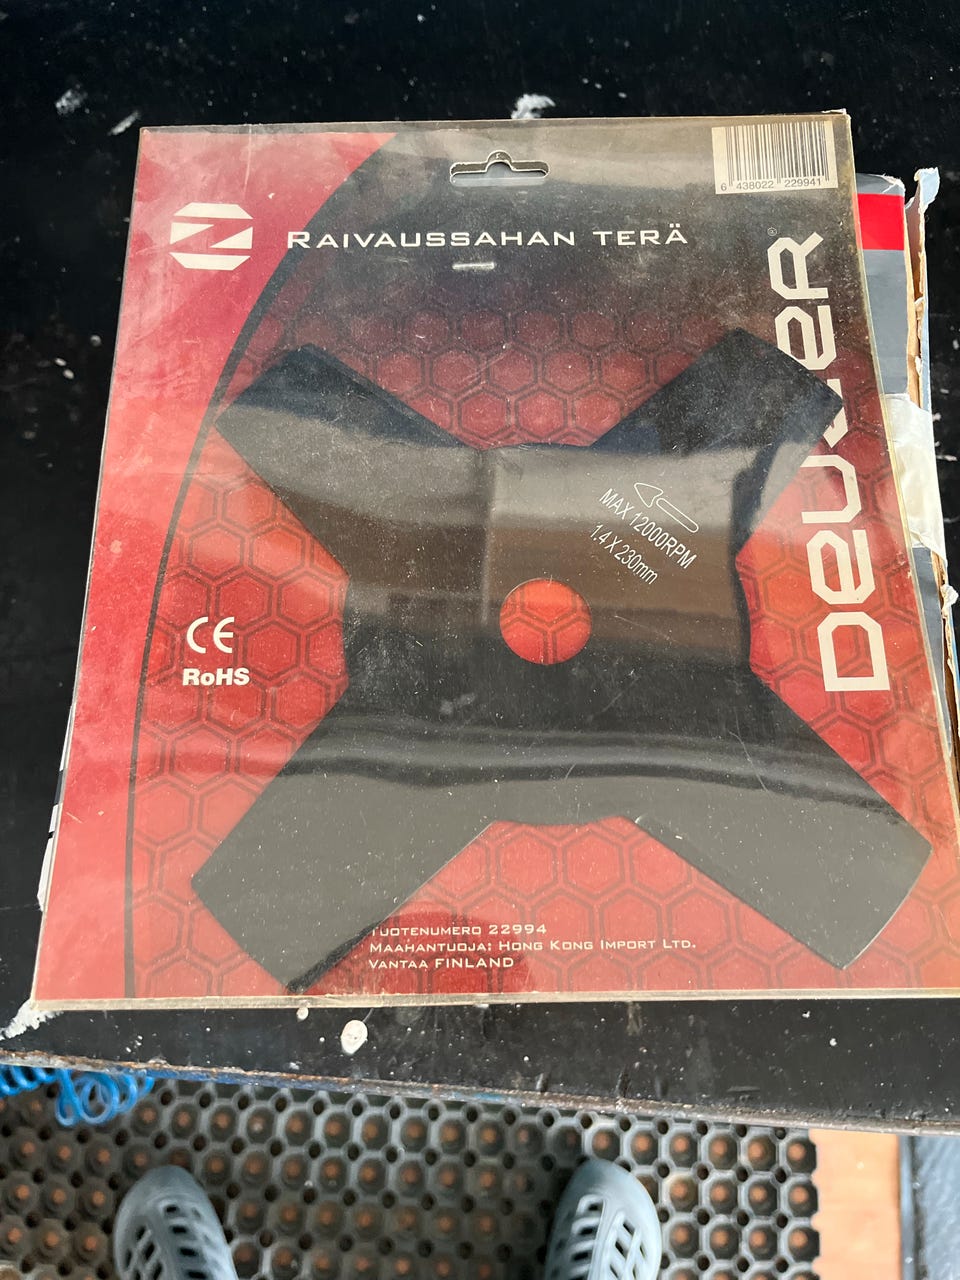 6 438022 229941
RAIVAUSSAHAN TERÄ
DEUXER®
MAX 12000RPM
1.4 X 230mm
CE
RoHS
TUOTENUMERO 22994
MAAHANTUOJA: HONG KONG IMPORT LTD.
VANTAA FINLAND